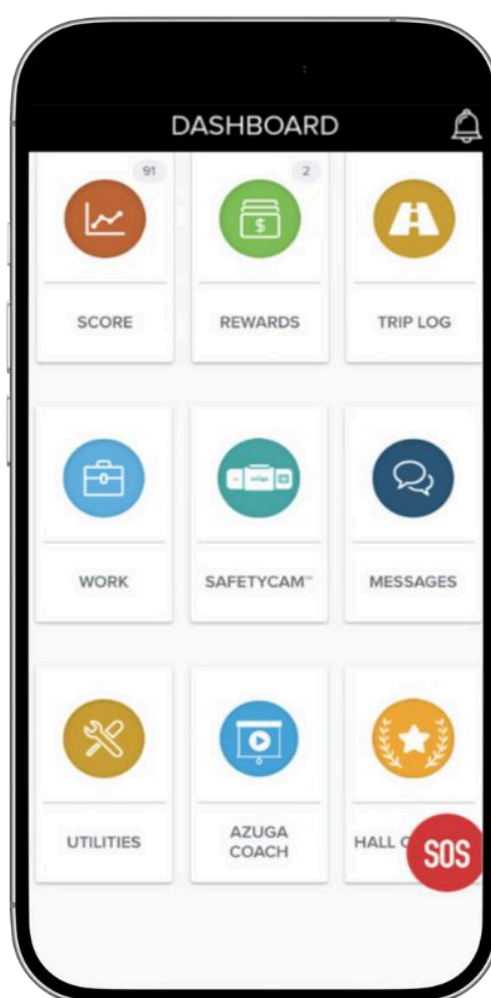 DASHBOARD
91
2
$
SCORE
REWARDS
TRIP LOG
WORK
SAFETYCAM™
MESSAGES
UTILITIES
AZUGA
COACH
HALL
SOS